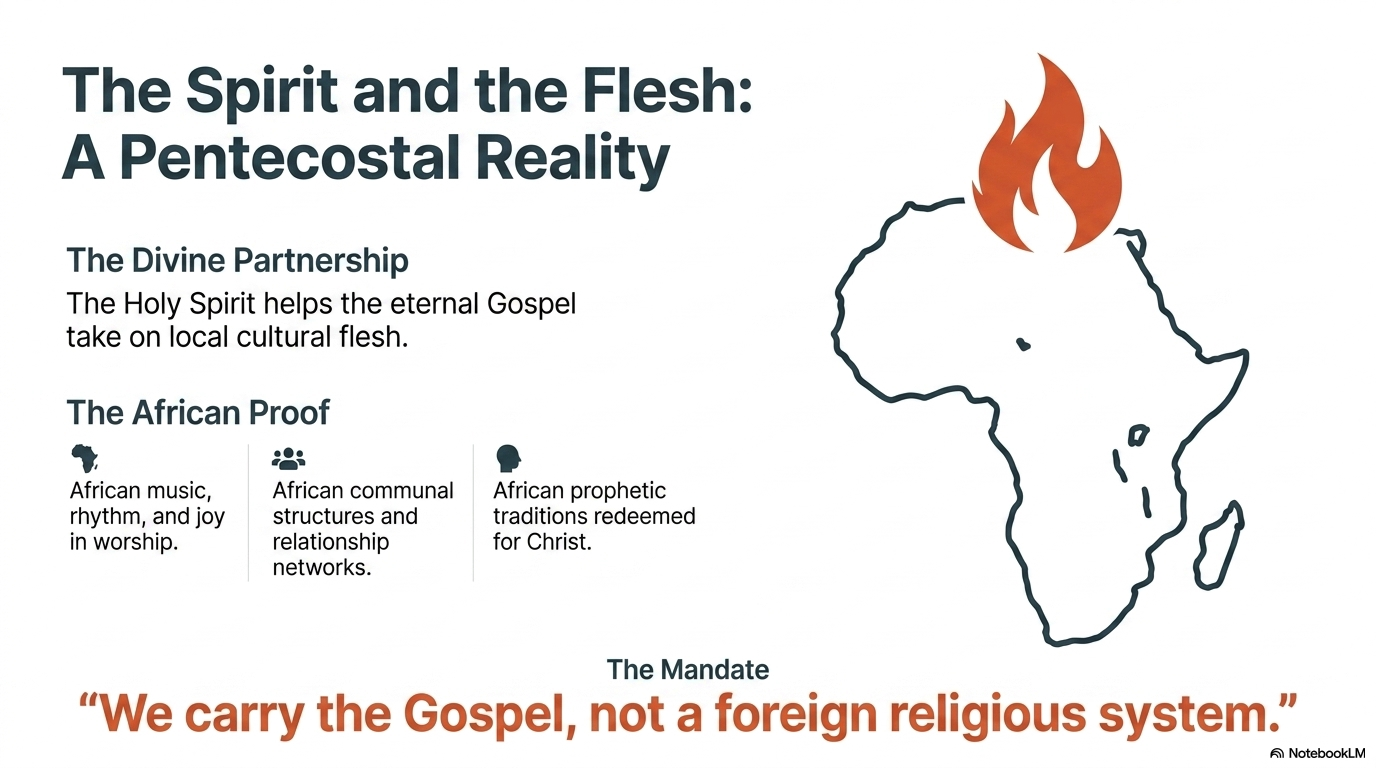 The Spirit and the Flesh:
A Pentecostal Reality
The Divine Partnership
The Holy Spirit helps the eternal Gospel
take on local cultural flesh.
The African Proof
African music,
rhythm, and joy
in worship.
African communal
structures and
relationship
networks.
African prophetic
traditions redeemed
for Christ.
The Mandate
“We carry the Gospel, not a foreign religious system.”
NotebookLM